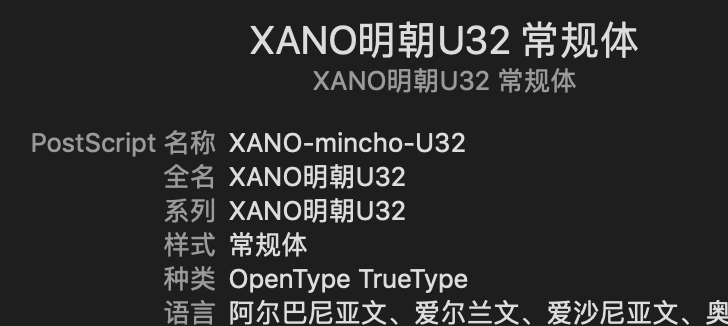 XANO明朝U32 常规体
XANO明朝U32 常规体
PostScript 名称 XANO-mincho-U32
全名 XANO明朝U32
系列 XANO明朝U32
样式 常规体
种类 OpenType TrueType
语言 阿尔巴尼亚文、爱尔兰文、爱沙尼亚文、奥